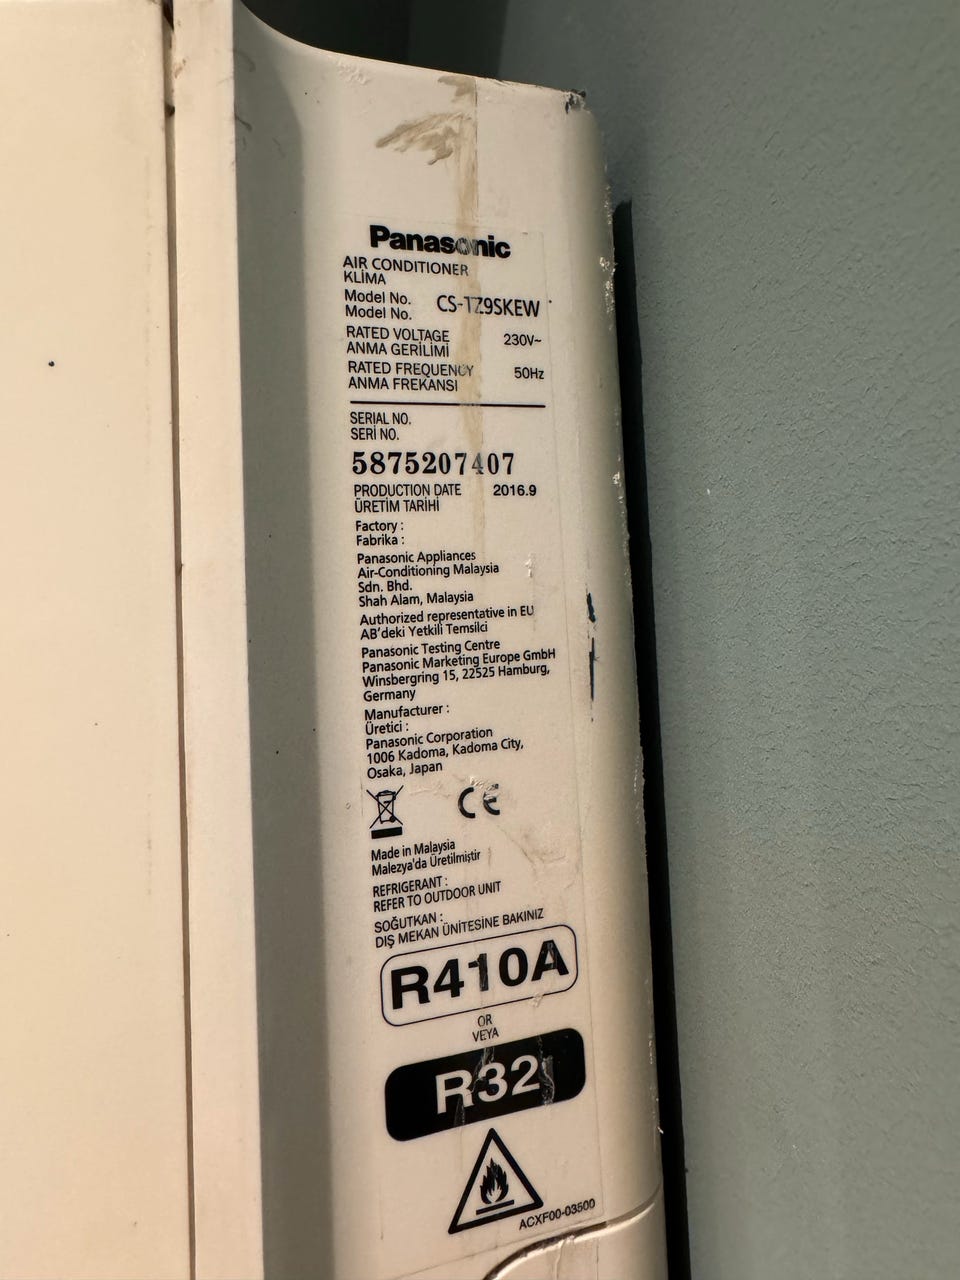 Panasonic
AIR CONDITIONER
KLİMA
Model No. CS-TZ9SKEW
Model No.
RATED VOLTAGE 230V~
ANMA GERİLİMİ
RATED FREQUENCY 50Hz
ANMA FREKANSI
SERIAL NO.
SERİ NO.
5875207407
PRODUCTION DATE 2016.9
ÜRETİM TARİHİ
Factory :
Fabrika :
Panasonic Appliances
Air-Conditioning Malaysia
Sdn. Bhd.
Shah Alam, Malaysia
Authorized representative in EU
AB'deki Yetkili Temsilci
Panasonic Testing Centre
Panasonic Marketing Europe GmbH
Winsbergring 15, 22525 Hamburg,
Germany
Manufacturer :
Üretici :
Panasonic Corporation
1006 Kadoma, Kadoma City,
Osaka, Japan
CE
Made in Malaysia
Malezya'da Üretilmiştir
REFRIGERANT :
REFER TO OUTDOOR UNIT
SOĞUTKAN :
DIŞ MEKAN ÜNİTESİNE BAKINIZ
R410A
OR
VEYA
R32
ACXF00-03500